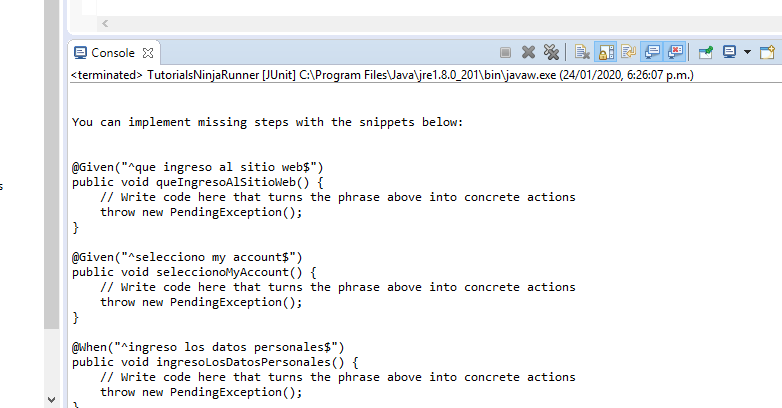 Console
<terminated> TutorialsNinjaRunner [JUnit] C:\Program Files\Java\jre1.8.0_201\bin\javaw.exe (24/01/2020, 6:26:07 p.m.)
You can implement missing steps with the snippets below:
@Given("^que ingreso al sitio web$")
public void queIngresoAlSitioWeb() {
// Write code here that turns the phrase above into concrete actions
throw new PendingException();
}
@Given("^selecciono my account$")
public void seleccionoMyAccount() {
// Write code here that turns the phrase above into concrete actions
throw new PendingException();
}
@When("^ingreso los datos personales$")
public void ingresoLosDatosPersonales() {
// Write code here that turns the phrase above into concrete actions
throw new PendingException();
}
s